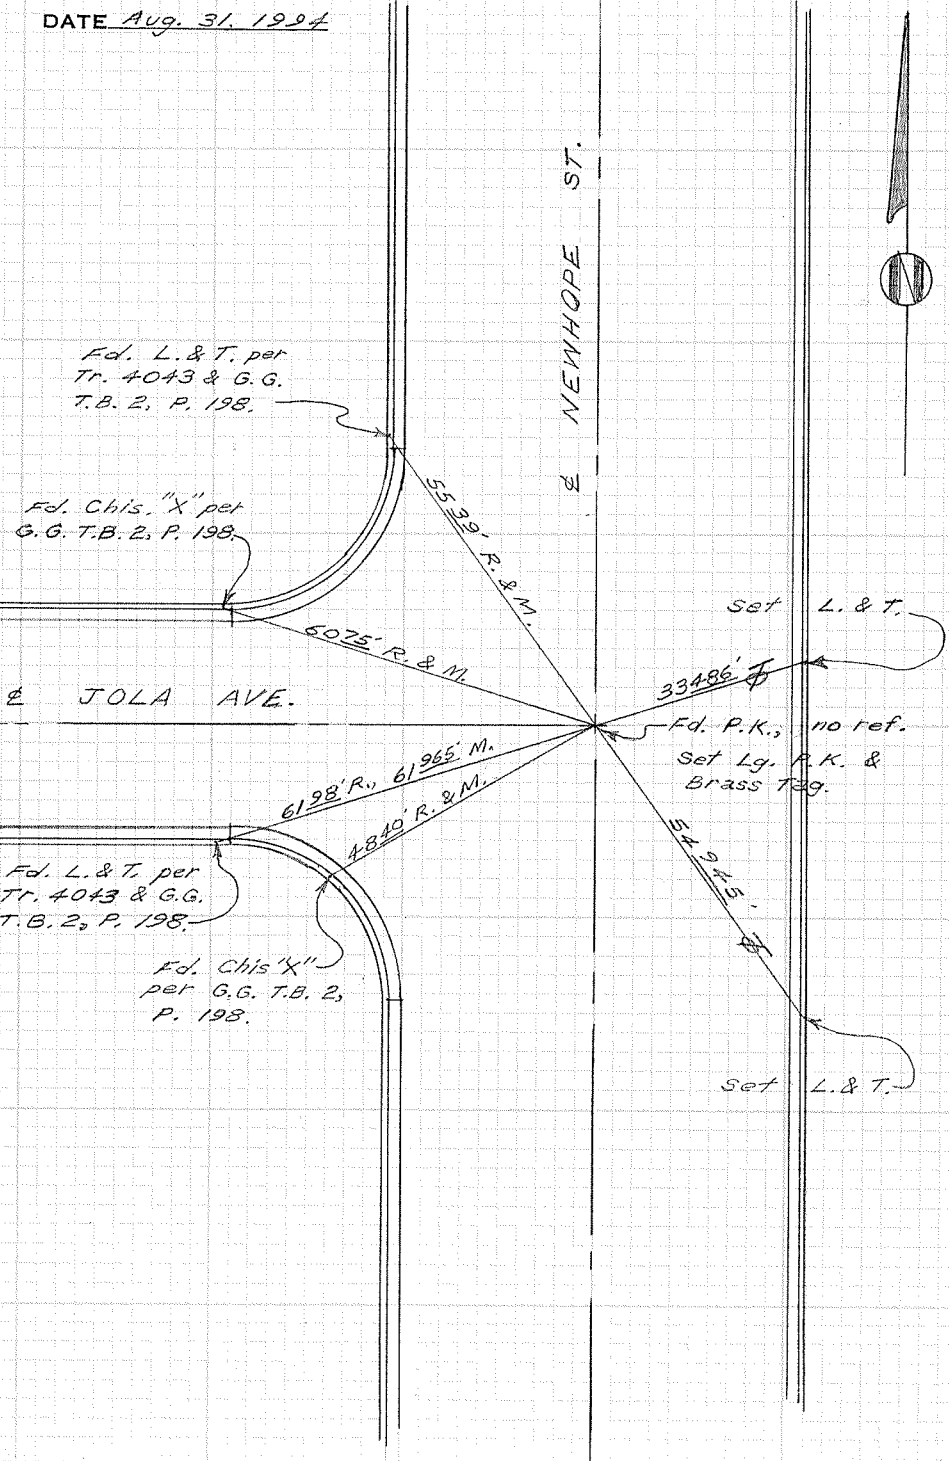 DATE Aug. 31, 1994
℄ NEWHOPE ST.
N
Fd. L. & T. per
Tr. 4043 & G.G.
T.B. 2, P. 198.
Fd. Chis. "X" per
G.G. T.B. 2, P. 198.
55 39' R. & M.
60 75' R. & M.
Set L. & T.
33 486'
℄ JOLA AVE.
Fd. P.K., no ref.
Set Lg. P.K. &
Brass Tag.
61 98' R., 61 965' M.
48 40' R. & M.
54 945'
Fd. L. & T. per
Tr. 4043 & G.G.
T.B. 2, P. 198.
Fd. Chis "X"
per G.G. T.B. 2,
P. 198.
Set L. & T.